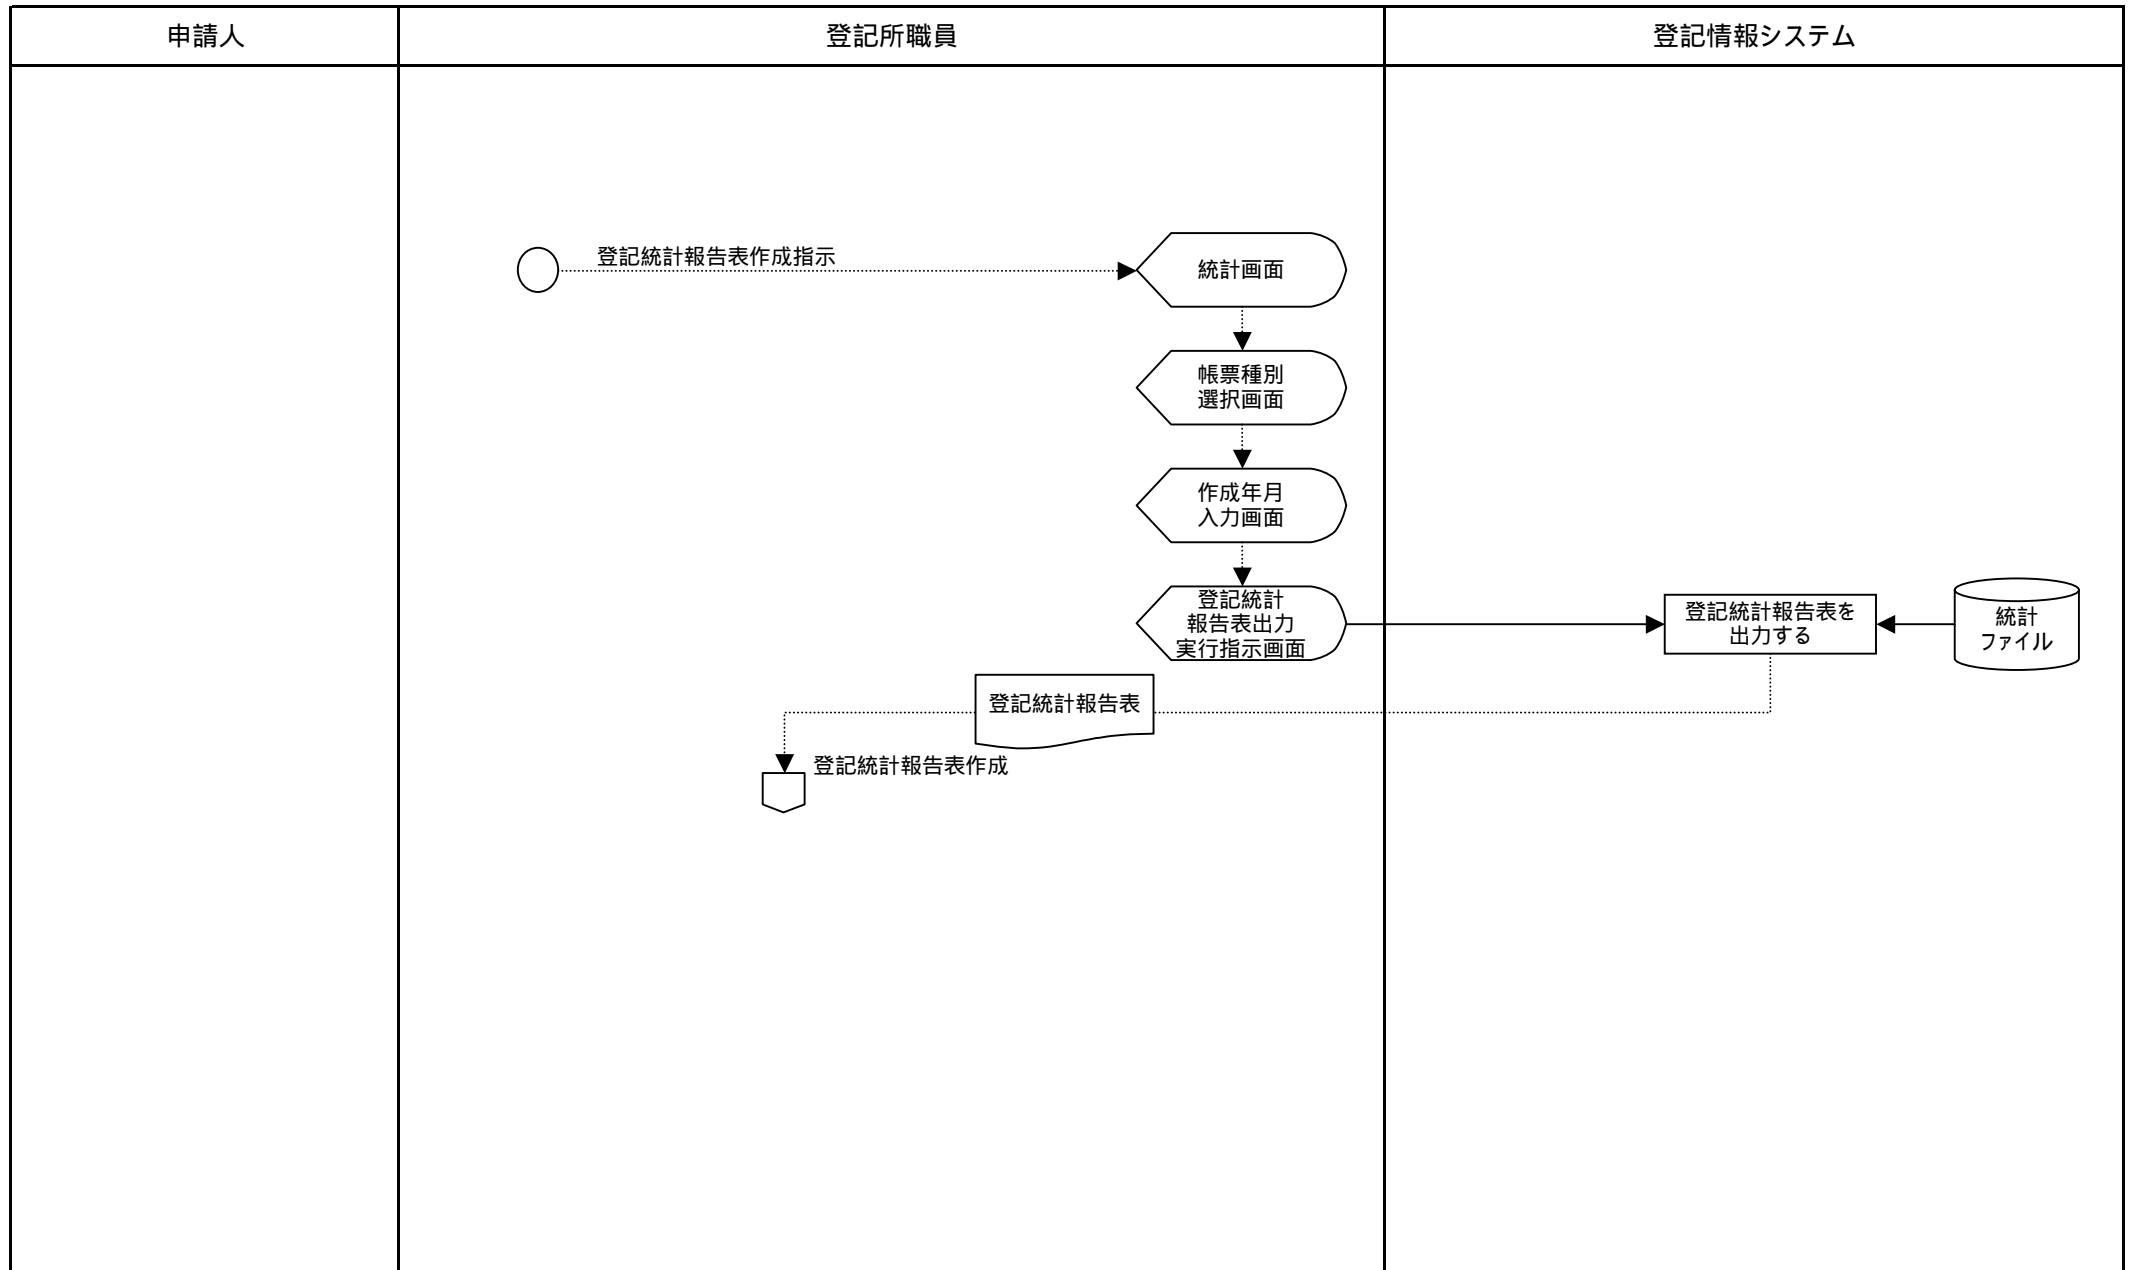 申請人
登記所職員
登記情報システム
登記統計報告表作成指示
統計画面
帳票種別
選択画面
作成年月
入力画面
登記統計
報告表出力
実行指示画面
登記統計報告表を
出力する
統計
ファイル
登記統計報告表
登記統計報告表作成